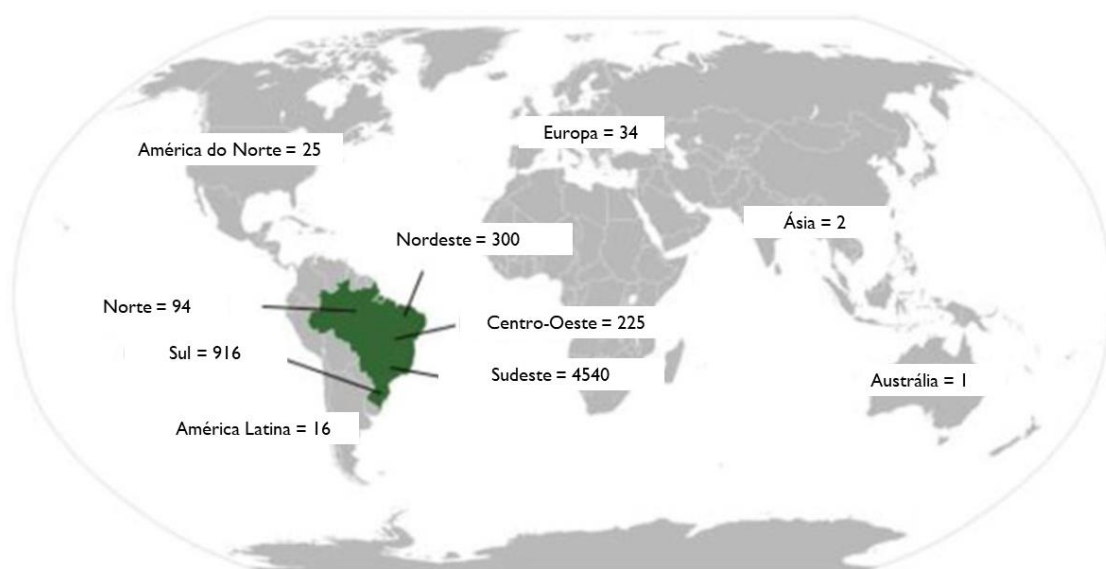 Europa = 34
América do Norte = 25
Ásia = 2
Nordeste = 300
Norte = 94
Centro-Oeste = 225
Sul = 916
Sudeste = 4540
Austrália = 1
América Latina = 16